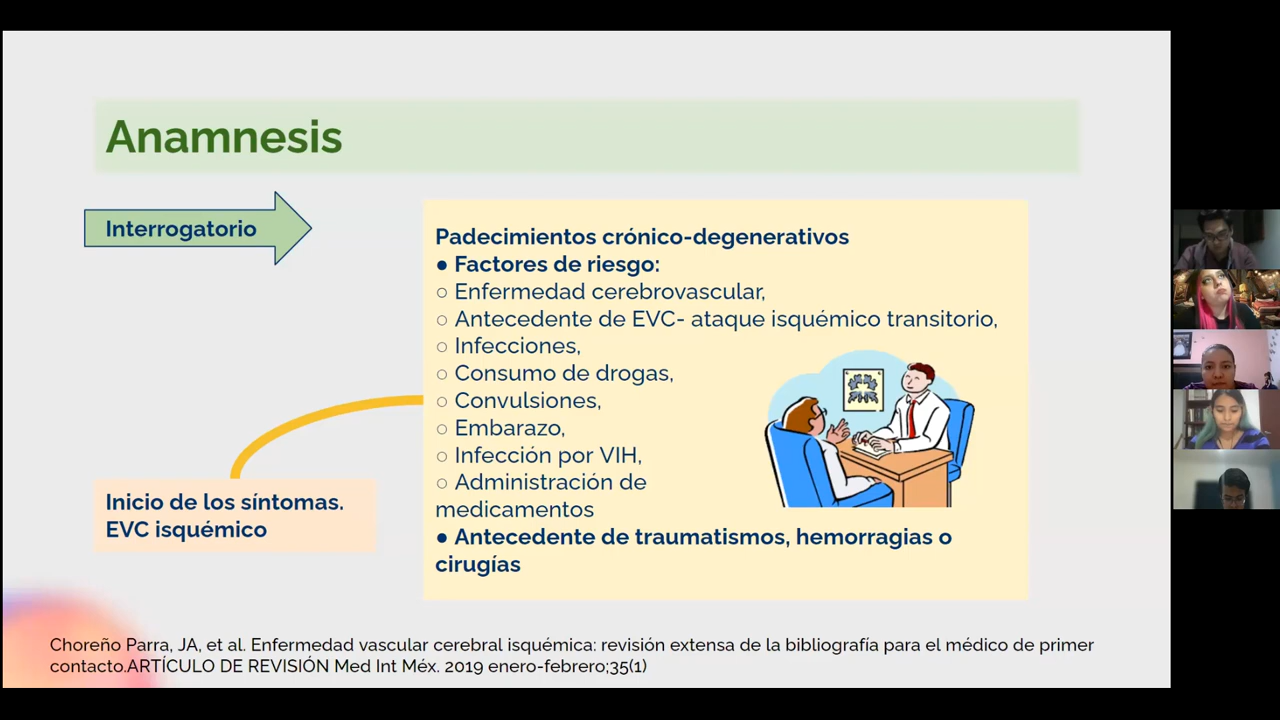 Anamnesis
Interrogatorio
Padecimientos crónico-degenerativos
● Factores de riesgo:
○ Enfermedad cerebrovascular,
○ Antecedente de EVC- ataque isquémico transitorio,
○ Infecciones,
○ Consumo de drogas,
○ Convulsiones,
○ Embarazo,
○ Infección por VIH,
○ Administración de
medicamentos
● Antecedente de traumatismos, hemorragias o
cirugías
Inicio de los síntomas.
EVC isquémico
Choreño Parra, JA, et al. Enfermedad vascular cerebral isquémica: revisión extensa de la bibliografía para el médico de primer
contacto.ARTÍCULO DE REVISIÓN Med Int Méx. 2019 enero-febrero;35(1)